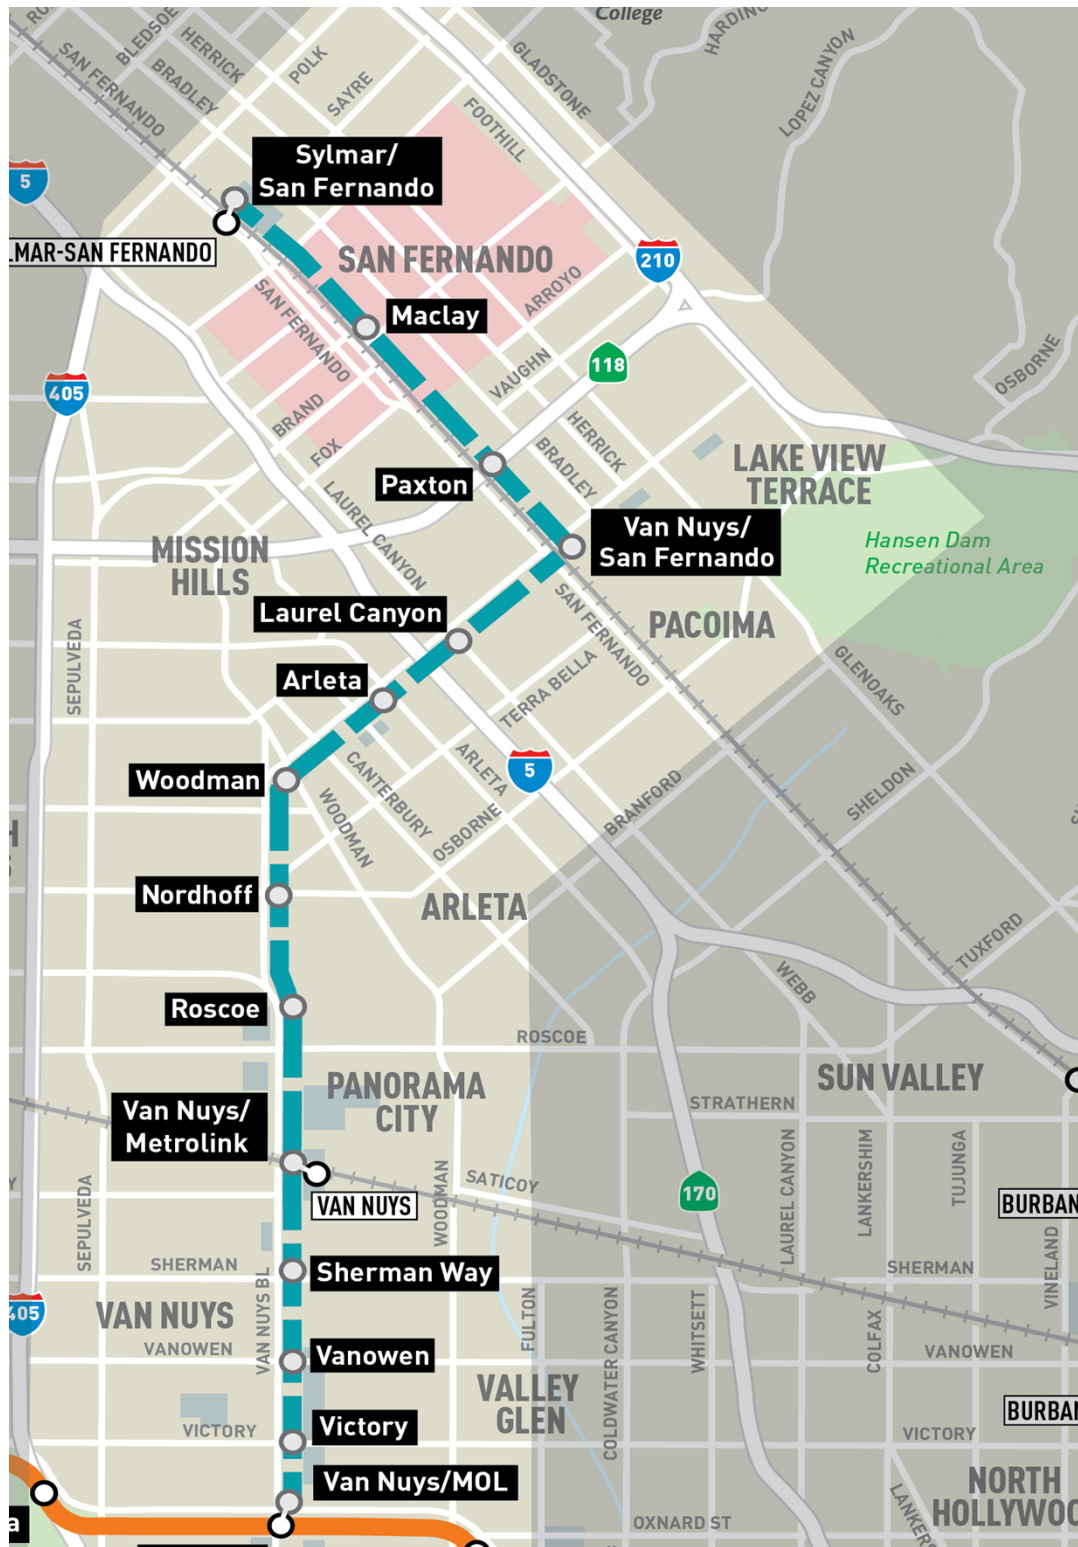 College
HARDING
BLEDSOE
HERRICK
POLK
GLADSTONE
SAN FERNANDO
BRADLEY
SAYRE
LOPEZ CANYON
FOOTHILL
Sylmar/
San Fernando
5
LMAR-SAN FERNANDO
SAN FERNANDO
210
ARROYO
SAN FERNANDO
Maclay
118
VAUGHN
OSBORNE
405
BRAND
FOX
HERRICK
BRADLEY
LAKE VIEW
TERRACE
Paxton
LAUREL CANYON
Van Nuys/
San Fernando
Hansen Dam
Recreational Area
MISSION
HILLS
Laurel Canyon
SAN FERNANDO
PACOIMA
SEPULVEDA
Arleta
TERRA BELLA
GLENOAKS
Woodman
CANTERBURY
ARLETA
5
WOODMAN
OSBORNE
BRANFORD
SHELDON
H
S
Nordhoff
ARLETA
TUXFORD
WEBB
Roscoe
ROSCOE
PANORAMA
CITY
SUN VALLEY
STRATHERN
Van Nuys/
Metrolink
VAN NUYS
SATICOY
WOODMAN
170
LAUREL CANYON
LANKERSHIM
TUJUNGA
BURBAN
SEPULVEDA
SHERMAN
Sherman Way
SHERMAN
VINELAND
VAN NUYS BL
405
VAN NUYS
FULTON
COLDWATER CANYON
WHITSETT
COLFAX
VANOWEN
Vanowen
VANOWEN
VALLEY
GLEN
BURBAN
VICTORY
Victory
VICTORY
Van Nuys/MOL
NORTH
HOLLYWOO
LANKERS
a
OXNARD ST